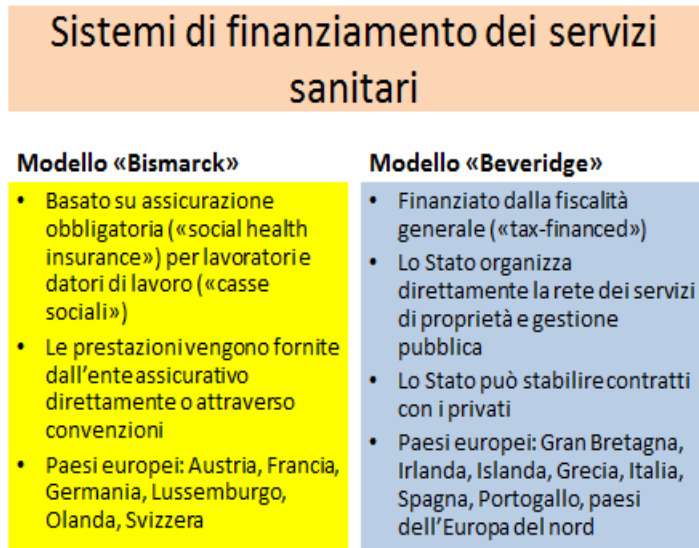 Sistemi di finanziamento dei servizi
sanitari
Modello «Bismarck»
• Basato su assicurazione
obbligatoria («social health
insurance») per lavoratori e
datori di lavoro («casse
sociali»)
• Le prestazioni vengono fornite
dall'ente assicurativo
direttamente o attraverso
convenzioni
• Paesi europei: Austria, Francia,
Germania, Lussemburgo,
Olanda, Svizzera
Modello «Beveridge»
• Finanziato dalla fiscalità
generale («tax-financed»)
• Lo Stato organizza
direttamente la rete dei servizi
di proprietà e gestione
pubblica
• Lo Stato può stabilire contratti
con i privati
• Paesi europei: Gran Bretagna,
Irlanda, Islanda, Grecia, Italia,
Spagna, Portogallo, paesi
dell'Europa del nord